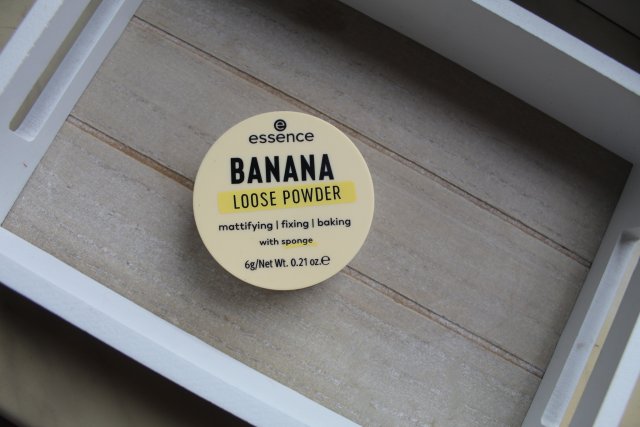 essence
BANANA
LOOSE POWDER
mattifying | fixing | baking
with sponge
6g/Net Wt. 0.21 oz.℮